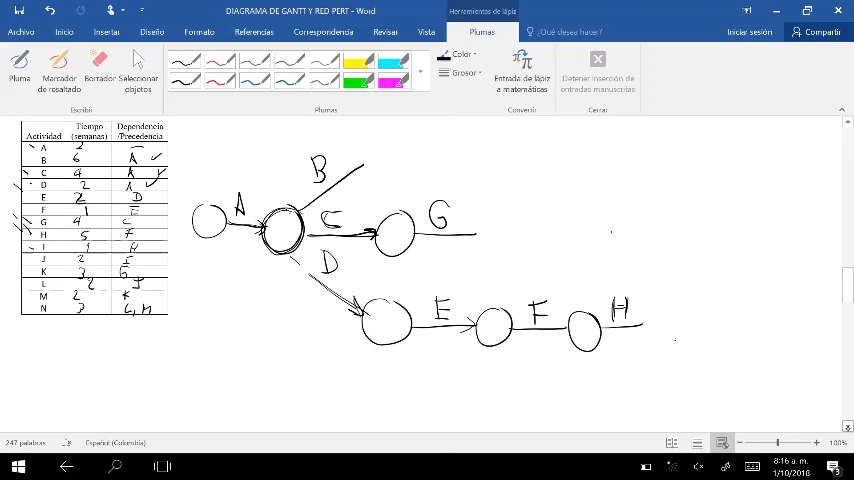 DIAGRAMA DE GANTT Y RED PERT - Word
Herramientas de lápiz
Archivo Inicio Insertar Diseño Formato Referencias Correspondencia Revisar Vista Plumas ¿Qué desea hacer? Iniciar sesión Compartir
Pluma Marcador de resaltado Borrador Seleccionar objetos
Color
Grosor
Entrada de lápiz a matemáticas
Detener inserción de entradas manuscritas
Escribir Plumas Convertir Cerrar
Actividad Tiempo (semanas) Dependencia /Precedencia
A 2 –
B 6 A
C 4 A
D 2 A
E 2 D
F 1 E
G 4 C
H 5 F
I H
J 2 I
K 3 G
L 2 J
M 2 K
N 3 L, M
B
A
C
G
D
E
F
H
247 palabras Español (Colombia) 100%
8:16 a. m.
1/10/2018
3